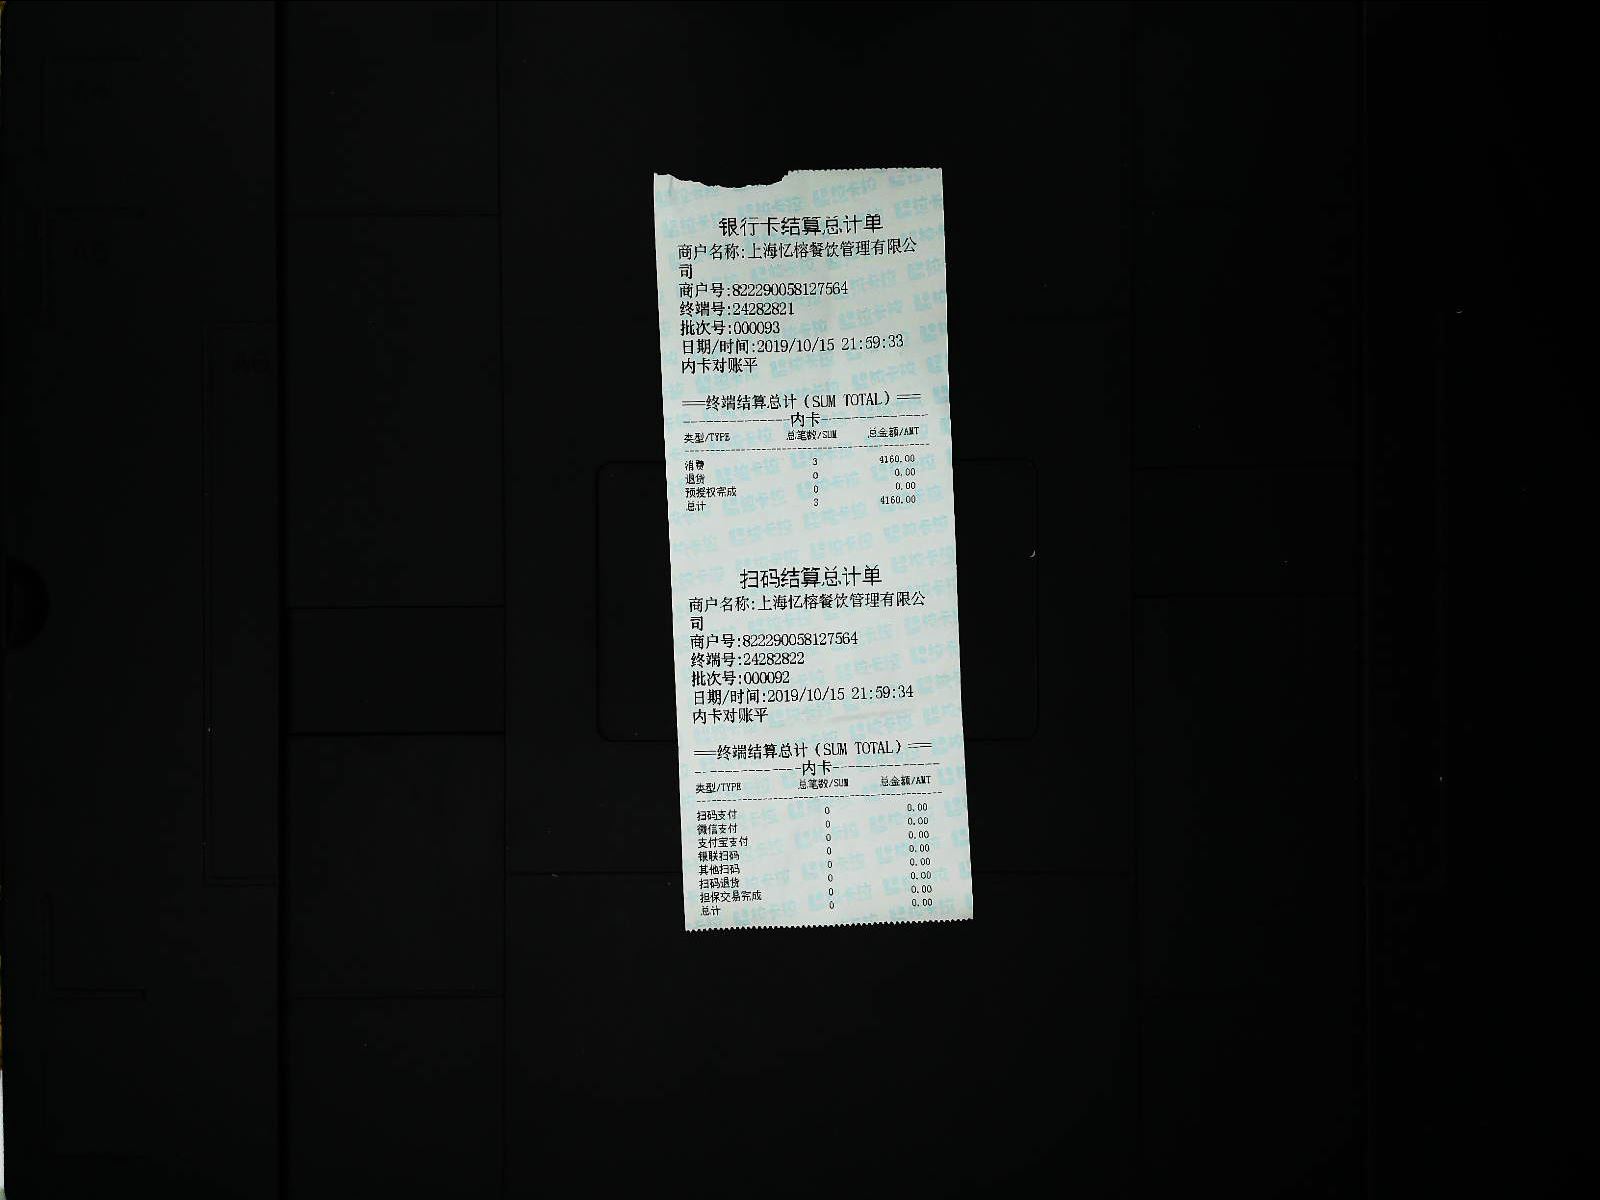 银行卡结算总计单
商户名称:上海忆榕餐饮管理有限公
司
商户号:822290058127564
终端号:24282821
批次号:000093
日期/时间:2019/10/15 21:59:33
内卡对账平
===终端结算总计(SUM TOTAL)===
--------------内卡--------------
类型/TYPE 总笔数/SUM 总金额/AMT
消费 3 4160.00
退货 0 0.00
预授权完成 0 0.00
总计 3 4160.00
扫码结算总计单
商户名称:上海忆榕餐饮管理有限公
司
商户号:822290058127564
终端号:24282822
批次号:000092
日期/时间:2019/10/15 21:59:34
内卡对账平
===终端结算总计(SUM TOTAL)===
--------------内卡--------------
类型/TYPE 总笔数/SUM 总金额/AMT
扫码支付 0 0.00
微信支付 0 0.00
支付宝支付 0 0.00
银联扫码 0 0.00
其他扫码 0 0.00
扫码退货 0 0.00
担保交易完成 0 0.00
总计 0 0.00